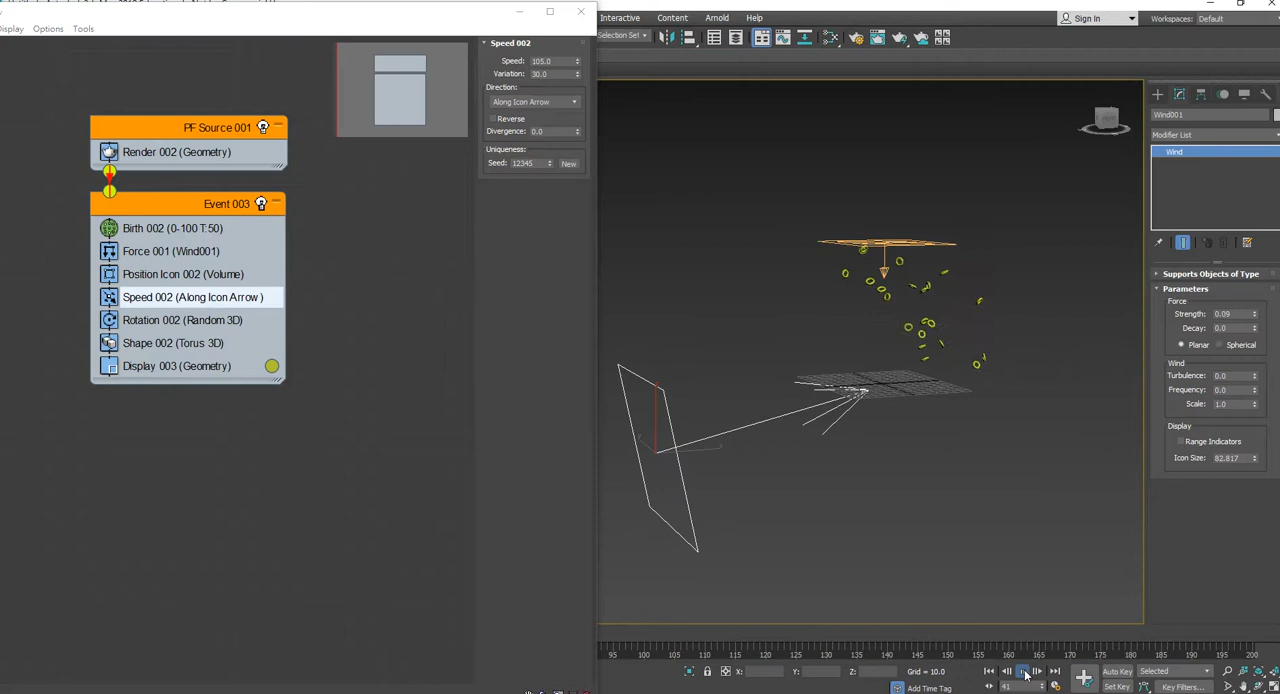 Display Options Tools
PF Source 001
Render 002 (Geometry)
Event 003
Birth 002 (0-100 T:50)
Force 001 (Wind001)
Position Icon 002 (Volume)
Speed 002 (Along Icon Arrow )
Rotation 002 (Random 3D)
Shape 002 (Torus 3D)
Display 003 (Geometry)
Speed 002
Speed: 105.0
Variation: 30.0
Direction:
Along Icon Arrow
Reverse
Divergence: 0.0
Uniqueness:
Seed: 12345 New
Interactive Content Arnold Help
Sign In
Workspaces: Default
Selection Set
Wind001
Modifier List
Wind
Supports Objects of Type
Parameters
Force
Strength: 0.09
Decay: 0.0
Planar Spherical
Wind
Turbulence: 0.0
Frequency: 0.0
Scale: 1.0
Display
Range Indicators
Icon Size: 82.817
95 100 105 110 115 120 125 130 135 140 145 150 155 160 165 170 175 180 185 190 195 200
X: Y: Z: Grid = 10.0
Add Time Tag
41
Auto Key Selected
Set Key Key Filters...